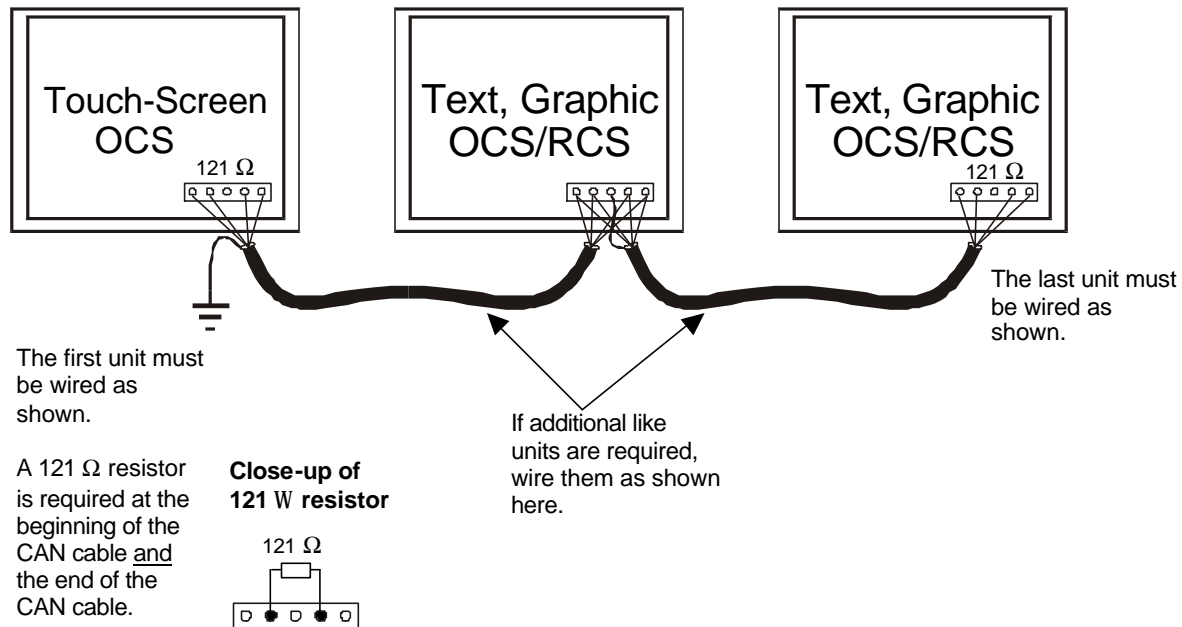 Touch-Screen
OCS
121 Ω
Text, Graphic
OCS/RCS
Text, Graphic
OCS/RCS
121 Ω
The first unit must
be wired as
shown.
If additional like
units are required,
wire them as shown
here.
The last unit must
be wired as
shown.
A 121 Ω resistor
is required at the
beginning of the
CAN cable and
the end of the
CAN cable.
Close-up of
121 W resistor
121 Ω